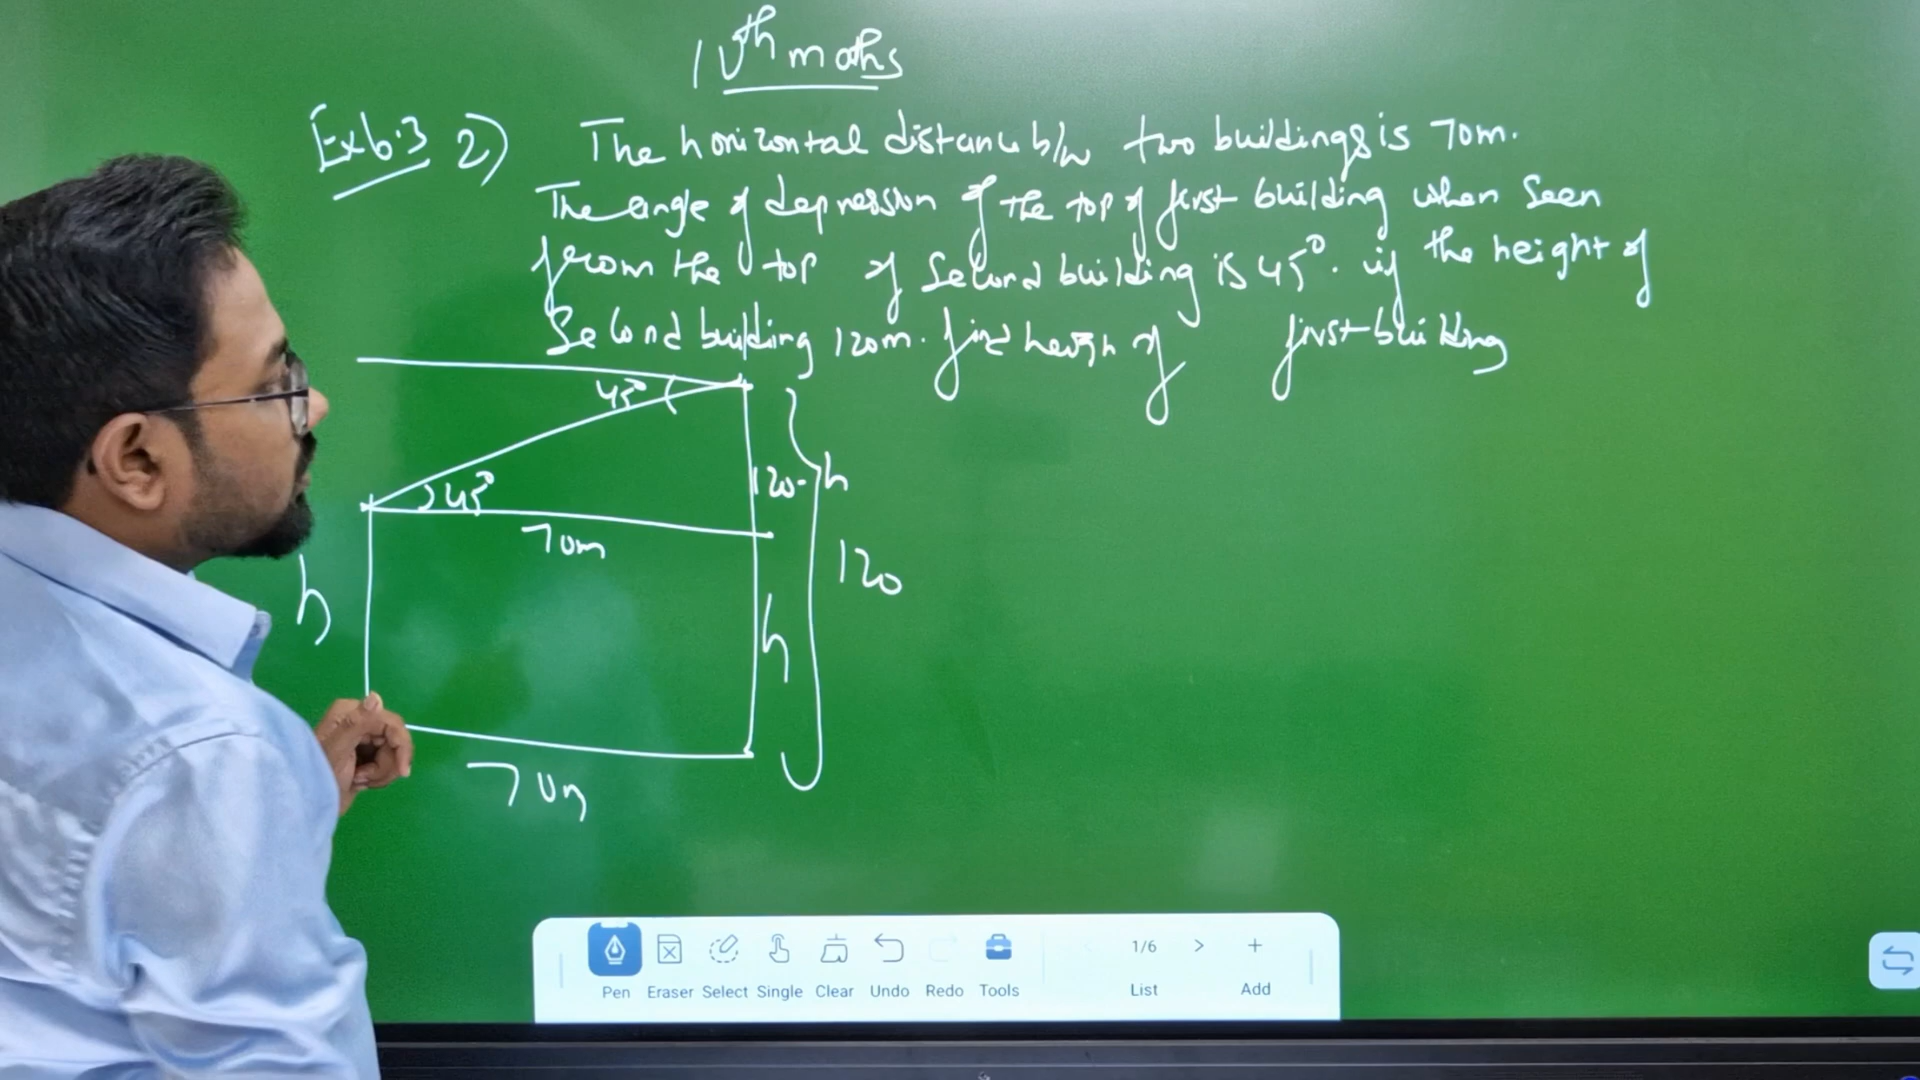 10th maths
Ex 6.3 2) The horizontal distance b/w two buildings is 70m.
The angle of depression of the top of first building when seen
from the top of Second building is 45°. if the height of
Second building 120m. find heigh of first building
45°
45°
120-h
70m
120
h
h
70m
Pen Eraser Select Single Clear Undo Redo Tools 1/6 List > + Add